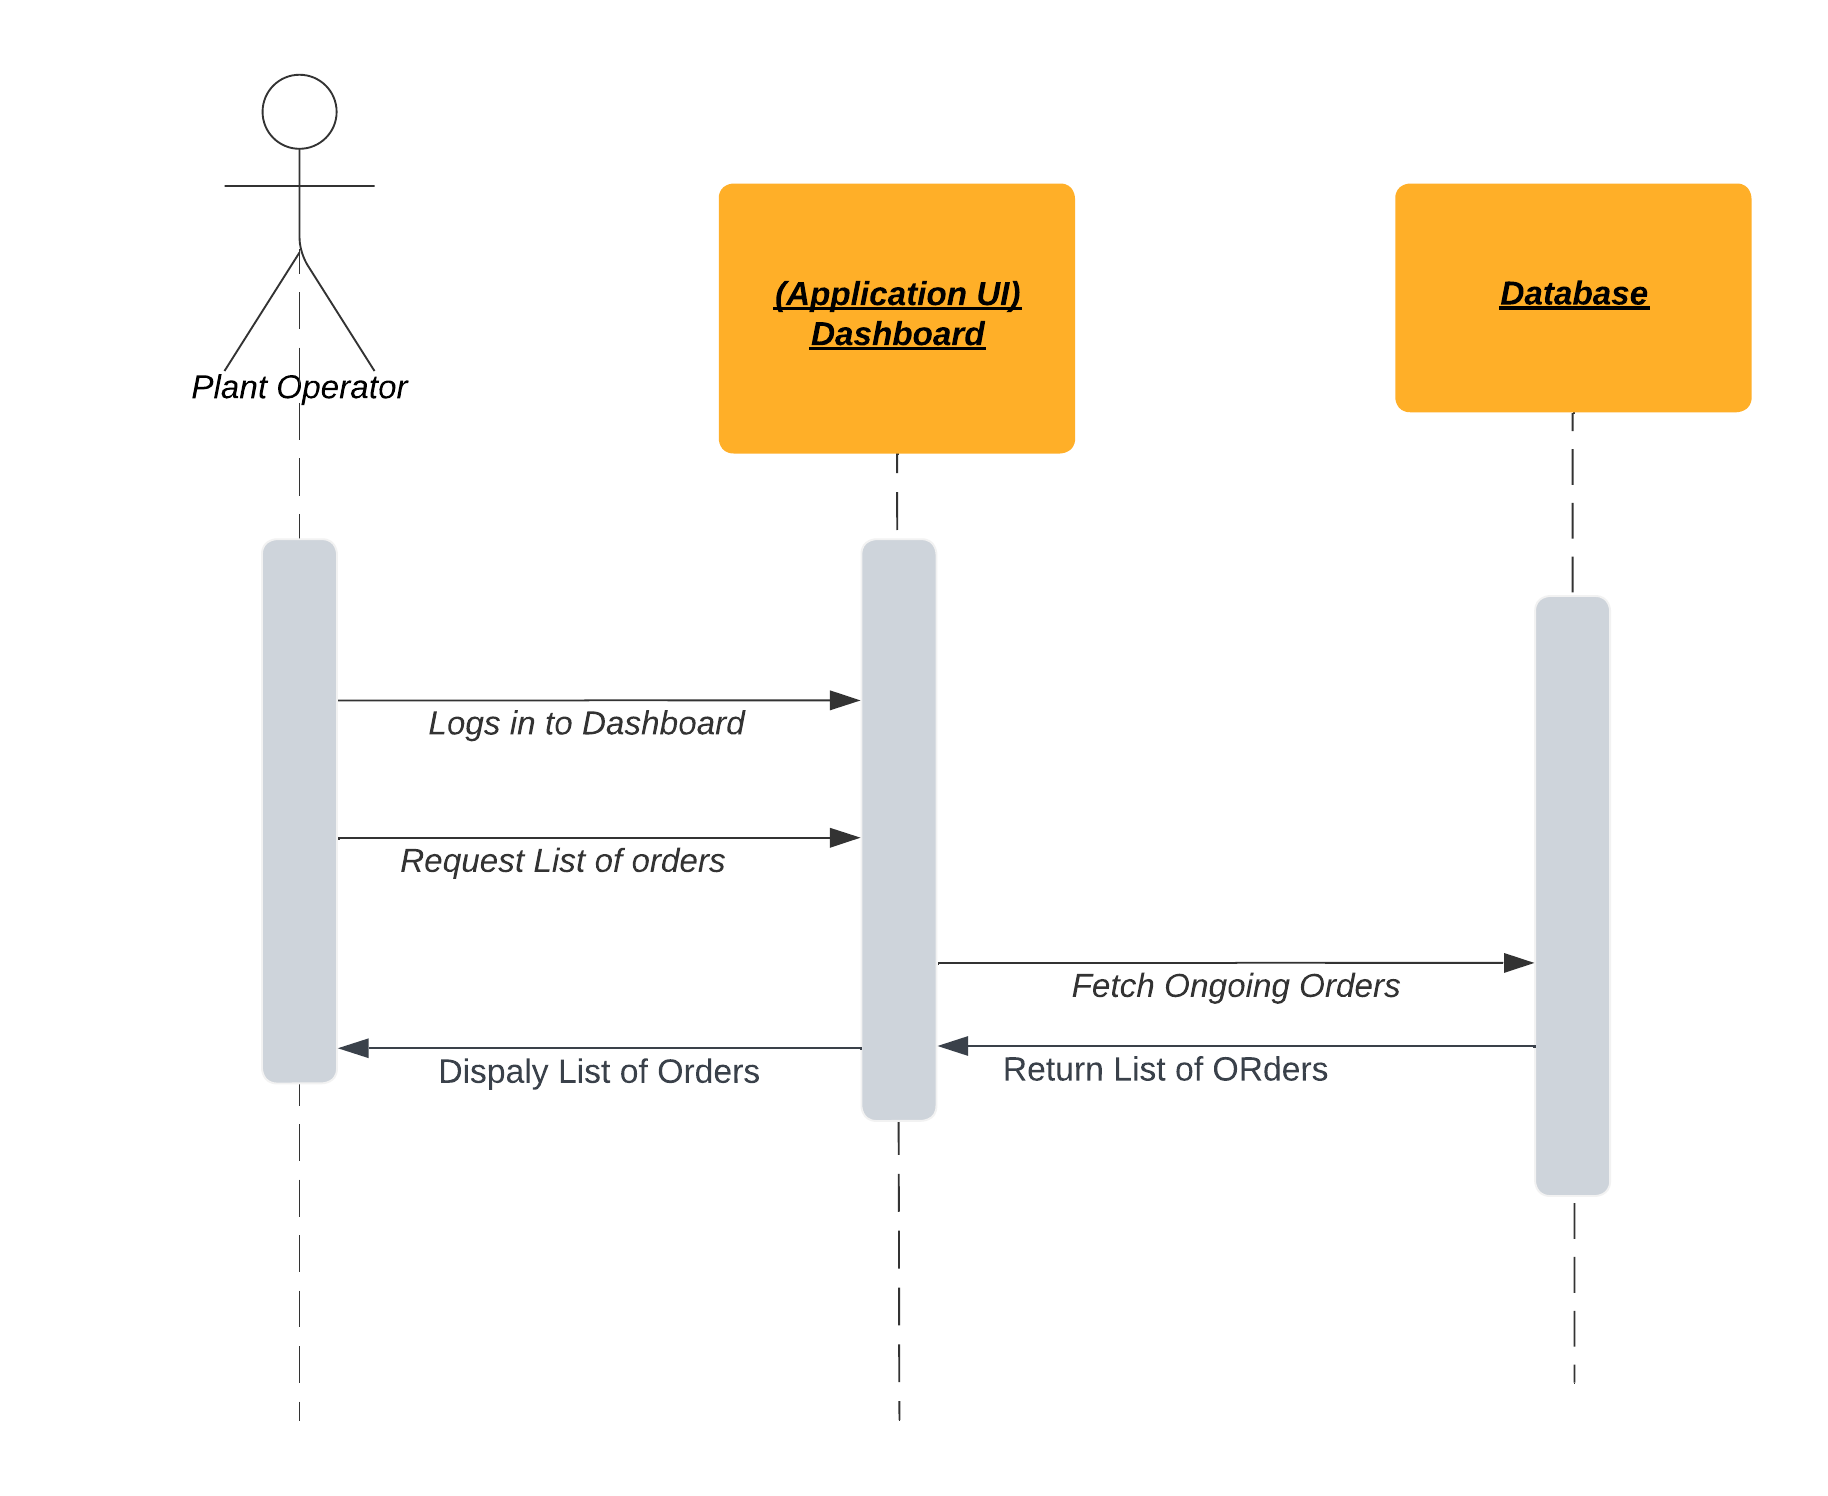 (Application UI)
Dashboard
Database
Plant Operator
Logs in to Dashboard
Request List of orders
Fetch Ongoing Orders
Return List of ORders
Dispaly List of Orders